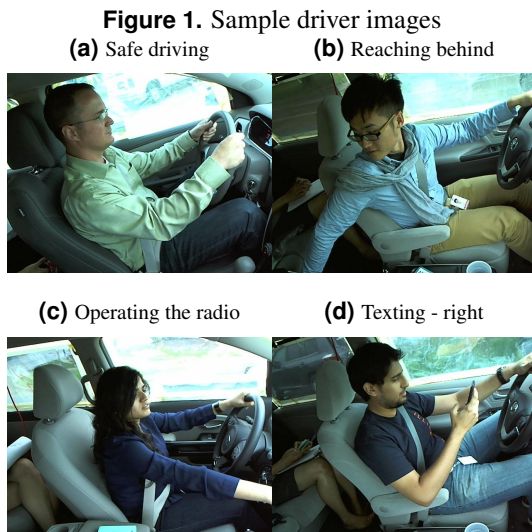 Figure 1. Sample driver images
(a) Safe driving
(b) Reaching behind
(c) Operating the radio
(d) Texting - right